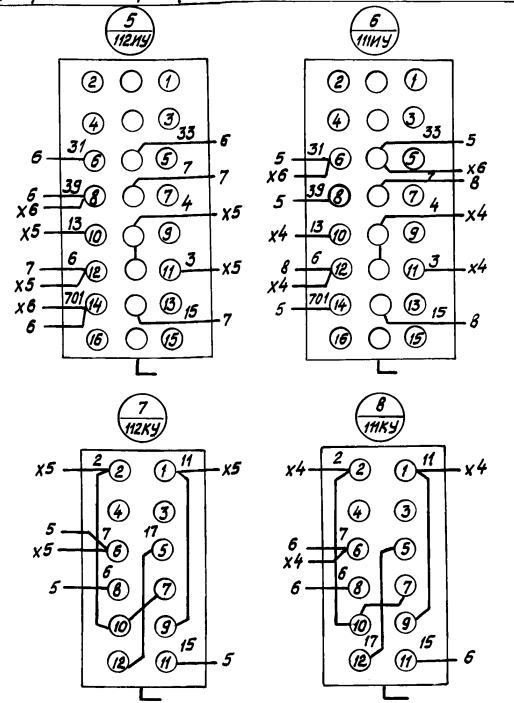 5 6
112ИУ 111ИУ
2 1 2 1
4 3 4 3
31 33 31 33
6 6 5 6 5 6 5 5
х6 х6
39 7 7 39 7 8
6 8 7 5 8 7
х6 4 х5 4 х4
х5 13 10 9 х4 13 10 9
7 6 12 11 3 х5 8 6 12 11 3 х4
х5 х4
х6 701 14 13 5 701 14 13
6 15 7 15 8
16 15 16 15
7 8
112КУ 111КУ
х5 2 2 1 11 х5 х4 2 2 1 11 х4
4 3 4 3
5 7 17 7
х5 6 5 6 6 5
х4
6 6
5 8 7 6 8 7
10 9 10 9
15 17 15
12 11 5 12 11 6